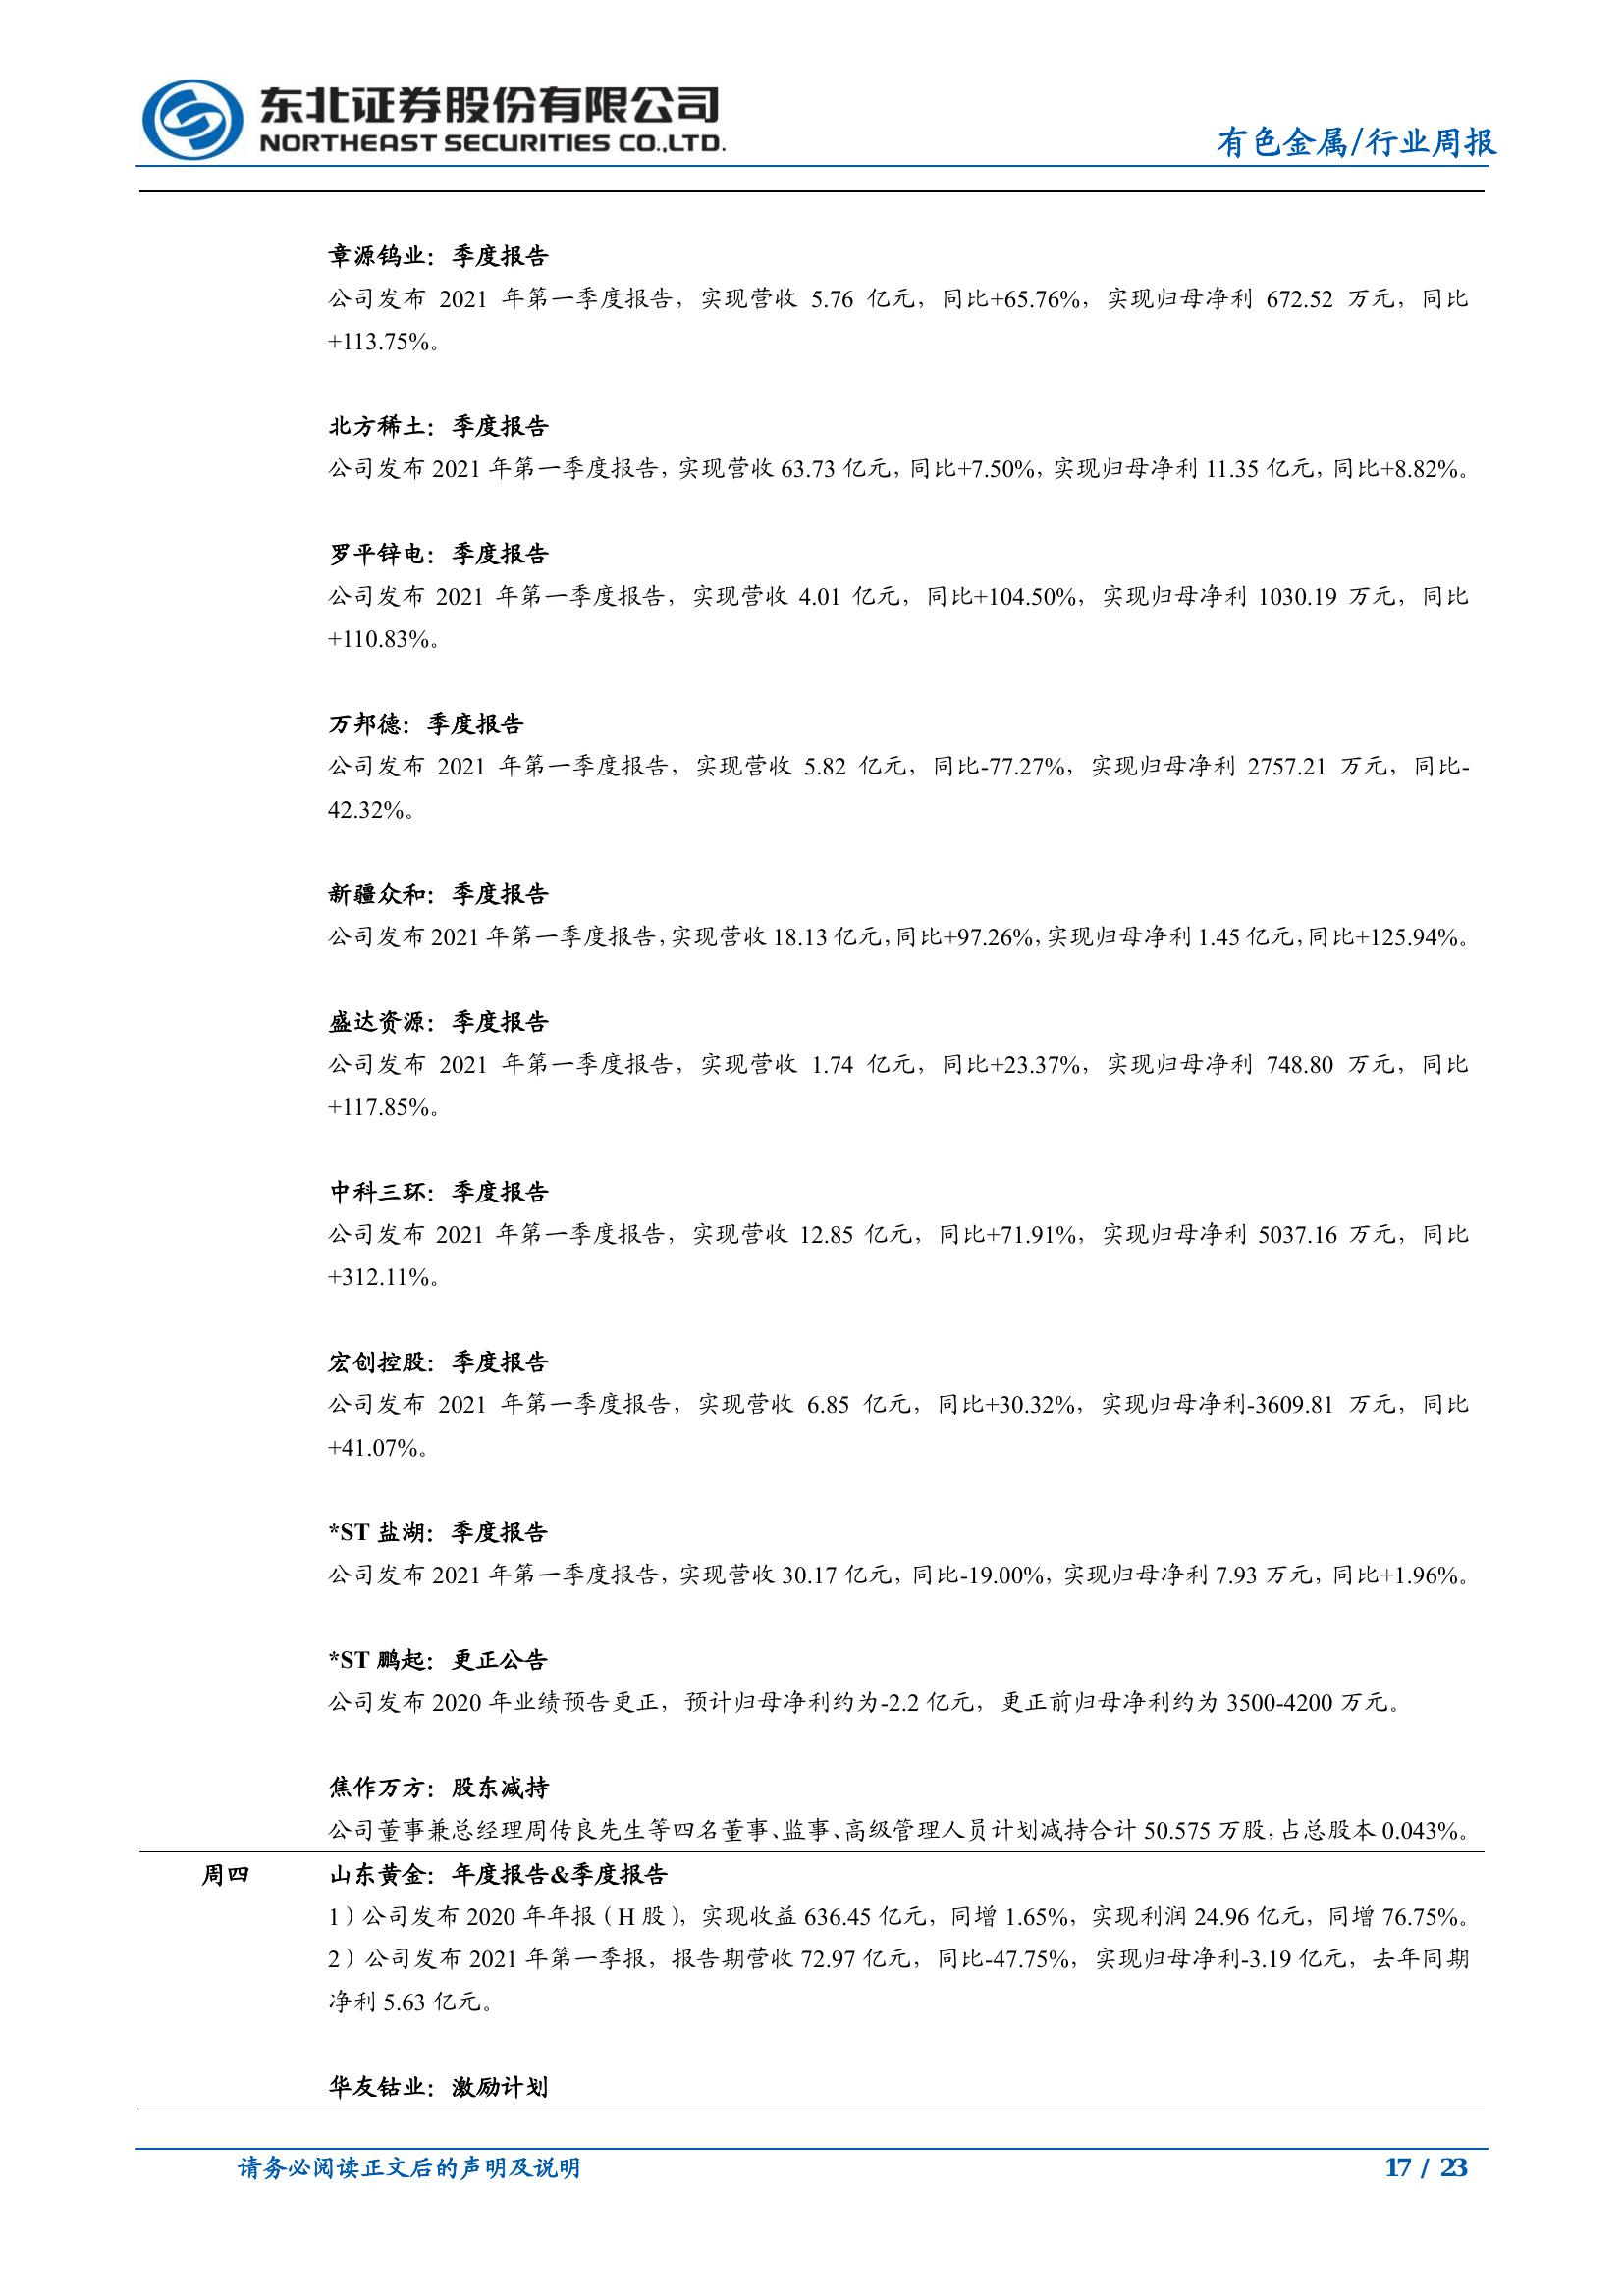 东北证券股份有限公司
NORTHEAST SECURITIES CO.,LTD.
有色金属/行业周报
章源钨业：季度报告
公司发布 2021 年第一季度报告，实现营收 5.76 亿元，同比+65.76%，实现归母净利 672.52 万元，同比
+113.75%。
北方稀土：季度报告
公司发布 2021 年第一季度报告，实现营收 63.73 亿元，同比+7.50%，实现归母净利 11.35 亿元，同比+8.82%。
罗平锌电：季度报告
公司发布 2021 年第一季度报告，实现营收 4.01 亿元，同比+104.50%，实现归母净利 1030.19 万元，同比
+110.83%。
万邦德：季度报告
公司发布 2021 年第一季度报告，实现营收 5.82 亿元，同比-77.27%，实现归母净利 2757.21 万元，同比-
42.32%。
新疆众和：季度报告
公司发布 2021 年第一季度报告，实现营收 18.13 亿元，同比+97.26%，实现归母净利 1.45 亿元，同比+125.94%。
盛达资源：季度报告
公司发布 2021 年第一季度报告，实现营收 1.74 亿元，同比+23.37%，实现归母净利 748.80 万元，同比
+117.85%。
中科三环：季度报告
公司发布 2021 年第一季度报告，实现营收 12.85 亿元，同比+71.91%，实现归母净利 5037.16 万元，同比
+312.11%。
宏创控股：季度报告
公司发布 2021 年第一季度报告，实现营收 6.85 亿元，同比+30.32%，实现归母净利-3609.81 万元，同比
+41.07%。
*ST 盐湖：季度报告
公司发布 2021 年第一季度报告，实现营收 30.17 亿元，同比-19.00%，实现归母净利 7.93 万元，同比+1.96%。
*ST 鹏起：更正公告
公司发布 2020 年业绩预告更正，预计归母净利约为-2.2 亿元，更正前归母净利约为 3500-4200 万元。
焦作万方：股东减持
公司董事兼总经理周传良先生等四名董事、监事、高级管理人员计划减持合计 50.575 万股，占总股本 0.043%。
周四 山东黄金：年度报告&季度报告
1）公司发布 2020 年年报（H 股），实现收益 636.45 亿元，同增 1.65%，实现利润 24.96 亿元，同增 76.75%。
2）公司发布 2021 年第一季报，报告期营收 72.97 亿元，同比-47.75%，实现归母净利-3.19 亿元，去年同期
净利 5.63 亿元。
华友钴业：激励计划
请务必阅读正文后的声明及说明
17 / 23